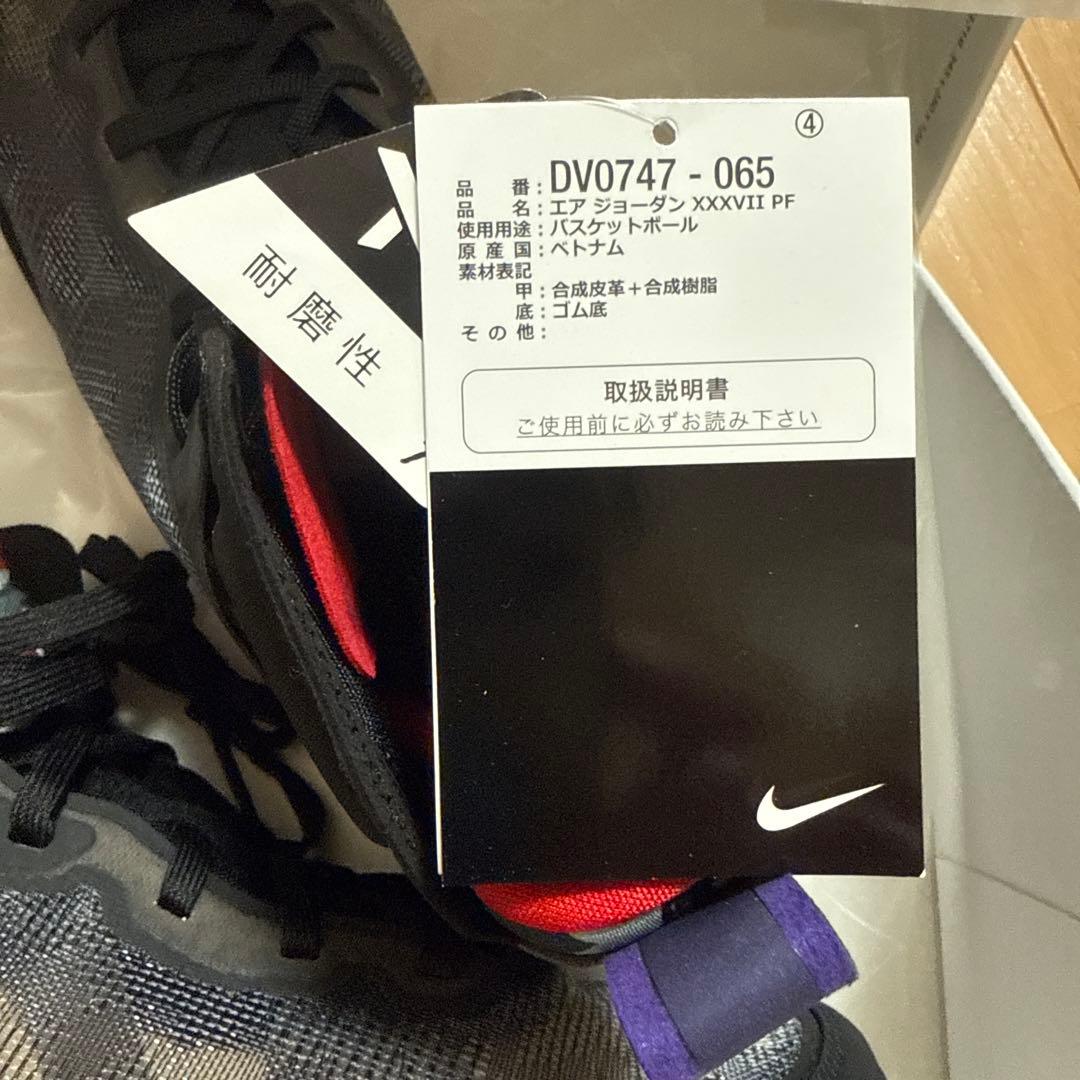 ④
品 番：DV0747 - 065
品 名：エア ジョーダン XXXVII PF
使用用途：バスケットボール
原 産 国：ベトナム
素材表記
甲：合成皮革＋合成樹脂
底：ゴム底
そ の 他：
取扱説明書
ご使用前に必ずお読み下さい
耐磨性